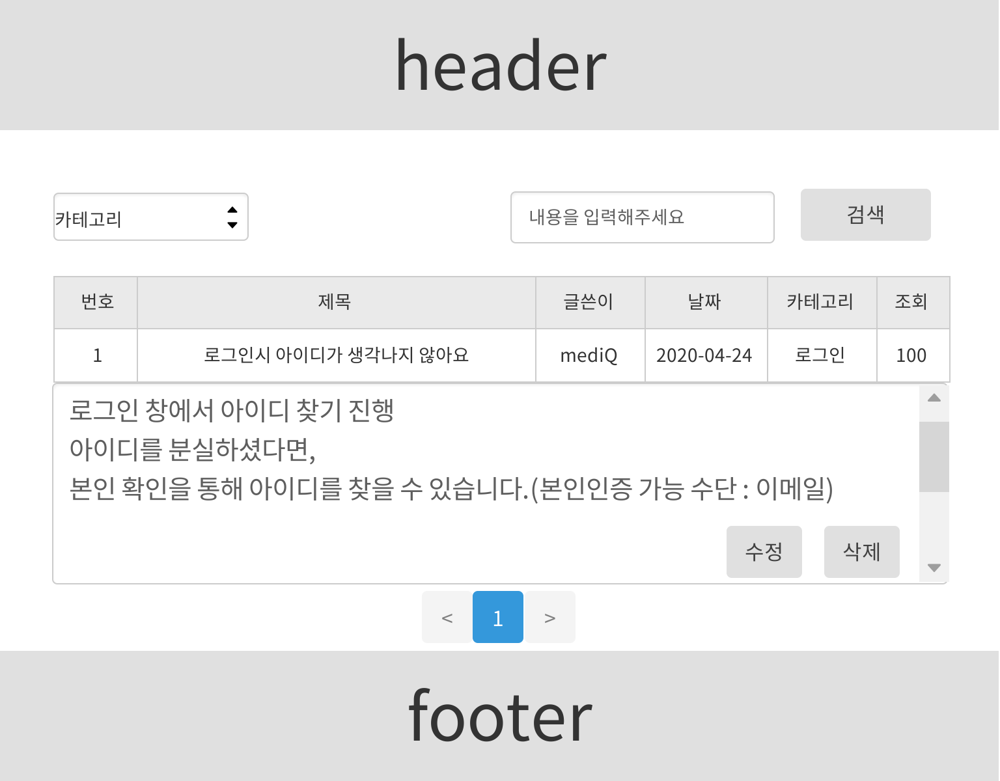 header
카테고리
내용을 입력해주세요
검색
번호 제목 글쓴이 날짜 카테고리 조회
1 로그인시 아이디가 생각나지 않아요 mediQ 2020-04-24 로그인 100
로그인 창에서 아이디 찾기 진행
아이디를 분실하셨다면,
본인 확인을 통해 아이디를 찾을 수 있습니다.(본인인증 가능 수단 : 이메일)
수정 삭제
< 1 >
footer